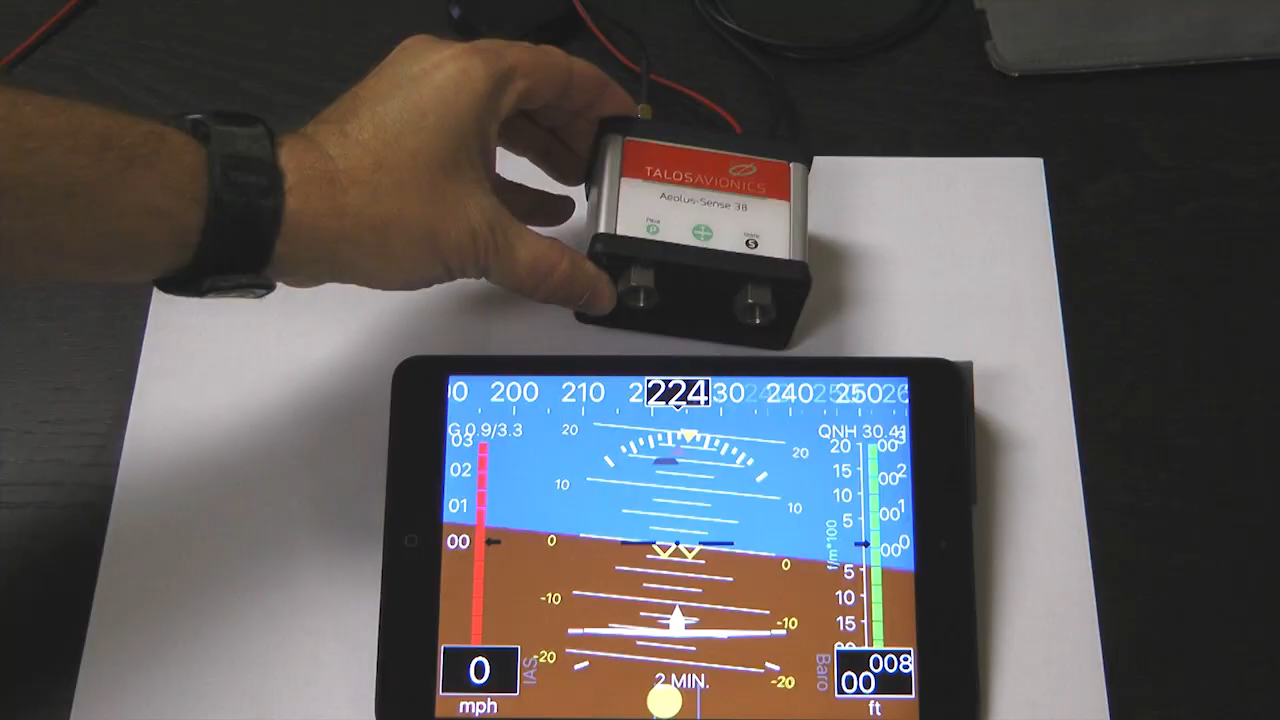 TALOSAVIONICS
Aeolus-Sense 3B
P
S
200 210 224 30 240 250
G 0.9/3.3
QNH 30.41
03
02
01
00
20 20
10 10
0 0
-10 -10
-20 -20
20
15
10
5
f/m*100
5
10
15
0
IAS
mph
2 MIN.
Baro
008
00
ft